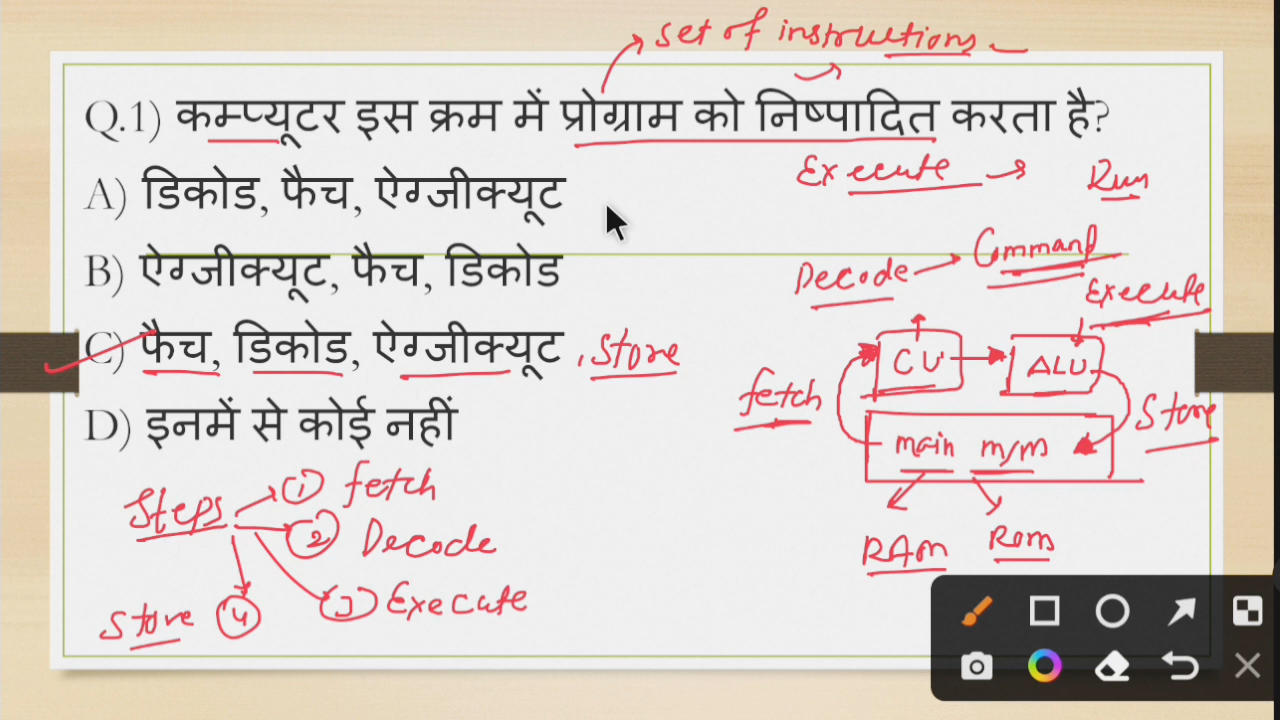 set of instructions
Q.1) कम्प्यूटर इस क्रम में प्रोग्राम को निष्पादित करता है?
Execute Run
A) डिकोड, फैच, ऐग्जीक्यूट
Decode Command
B) ऐग्जीक्यूट, फैच, डिकोड
Execute
C) फैच, डिकोड, ऐग्जीक्यूट , Store
CU ALU
fetch Store
D) इनमें से कोई नहीं
main m/m
Steps 1 fetch
2 Decode
RAM Rom
3 Execute
Store 4